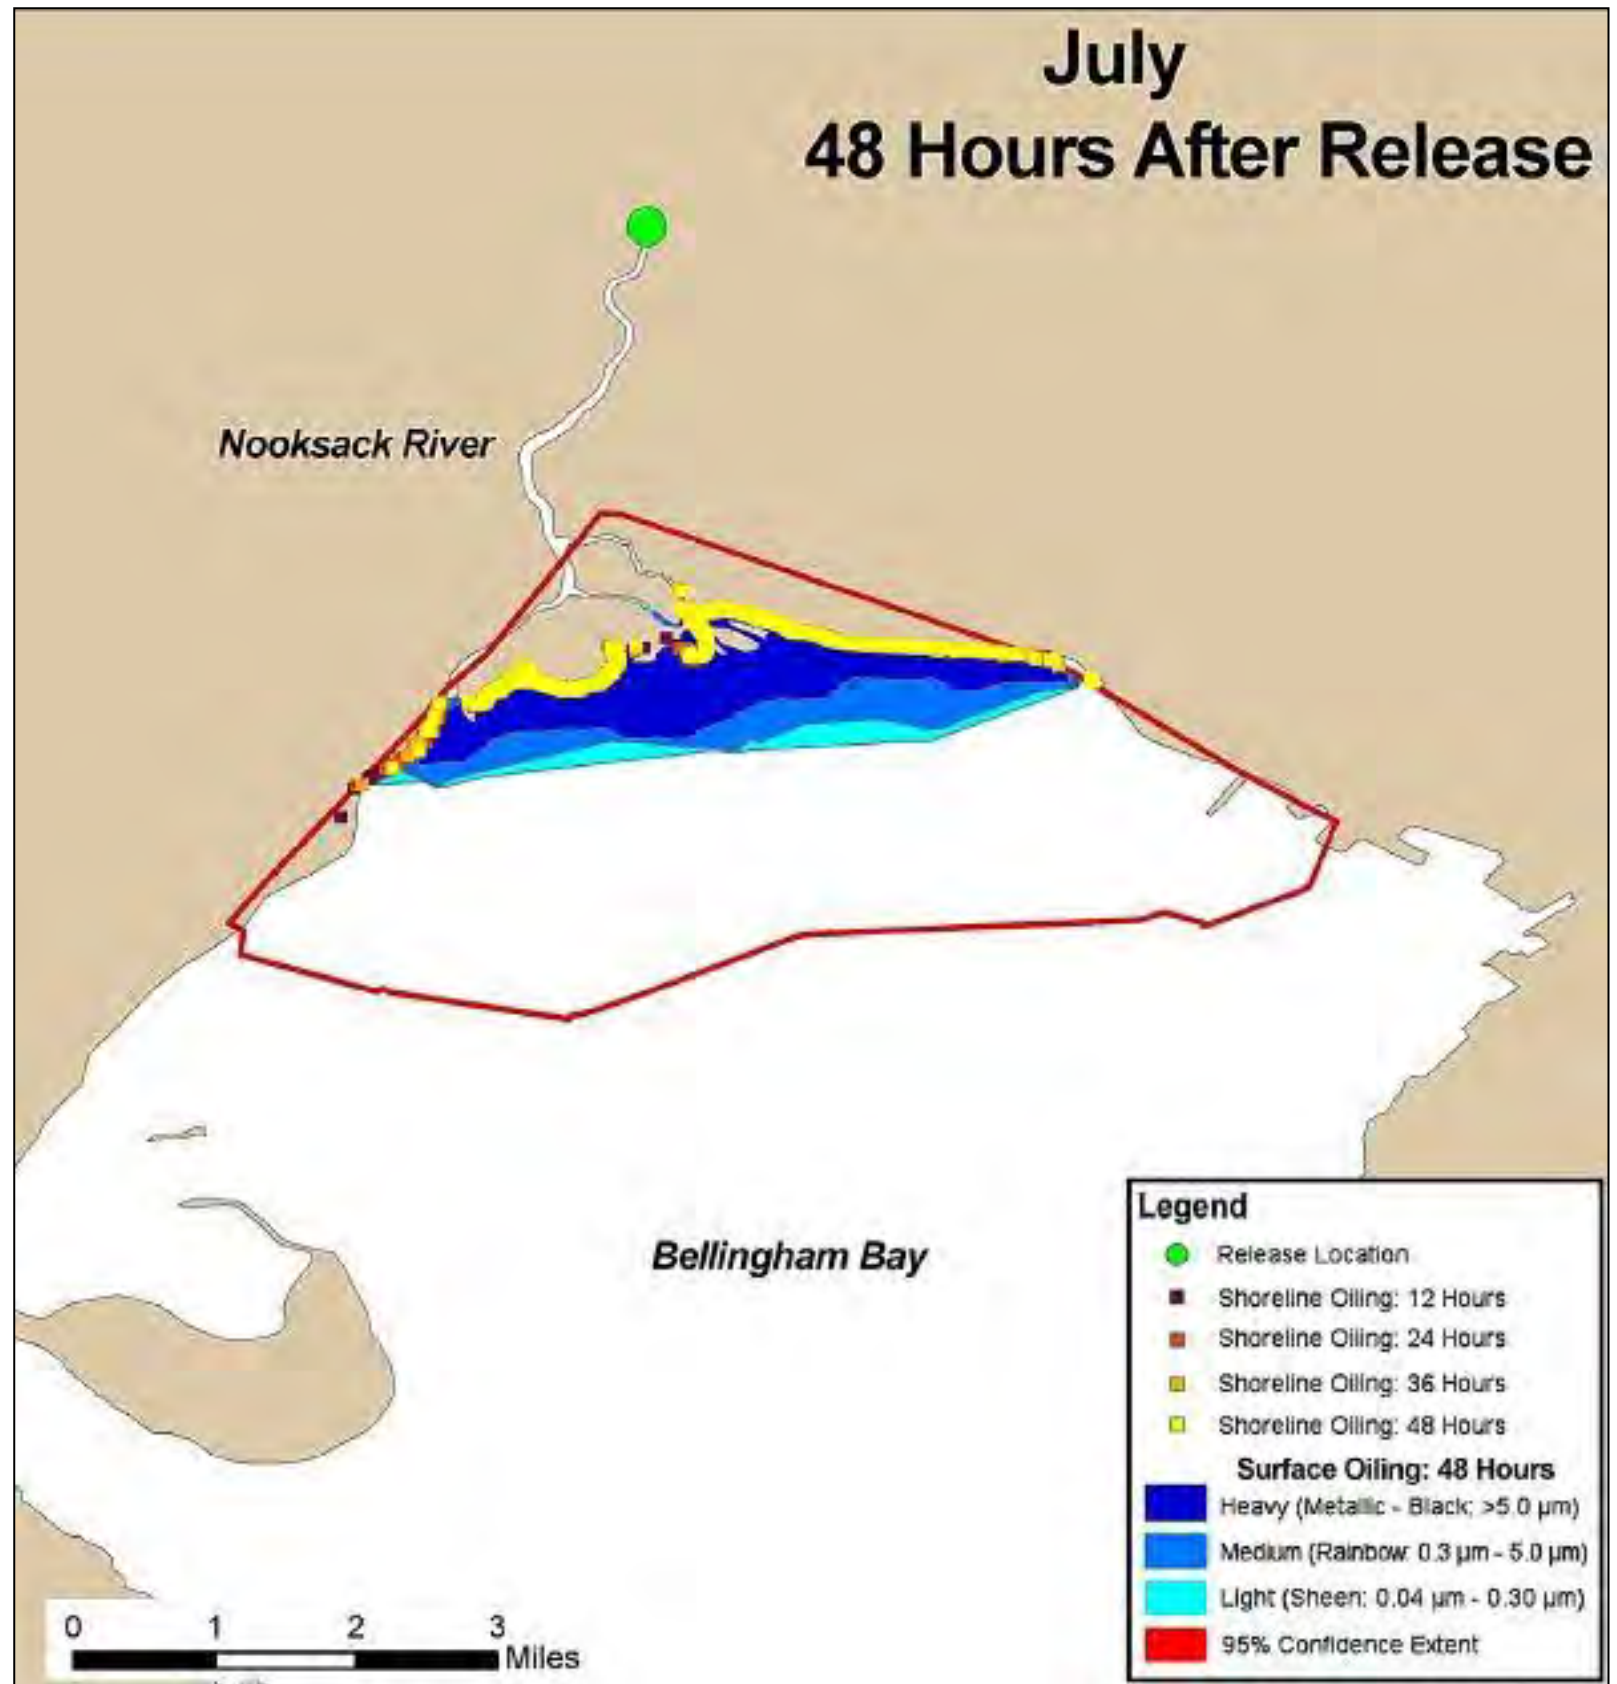 July
48 Hours After Release
Nooksack River
Bellingham Bay
Legend
Release Location
Shoreline Oiling: 12 Hours
Shoreline Oiling: 24 Hours
Shoreline Oiling: 36 Hours
Shoreline Oiling: 48 Hours
Surface Oiling: 48 Hours
Heavy (Metallic - Black: >5.0 µm)
Medium (Rainbow: 0.3 µm - 5.0 µm)
Light (Sheen: 0.04 µm - 0.30 µm)
95% Confidence Extent
0 1 2 3
Miles